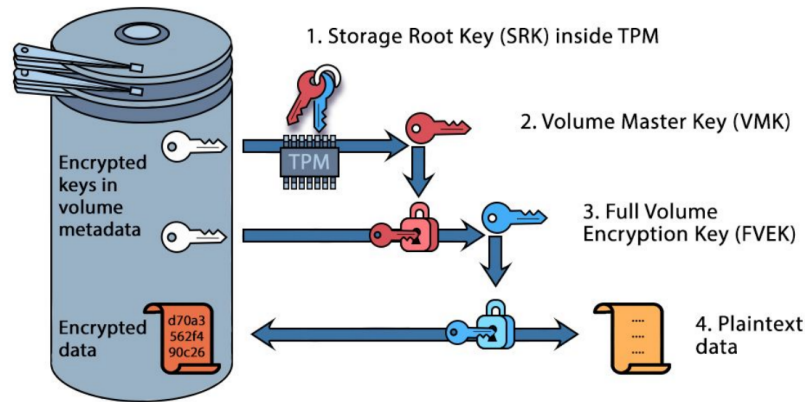 1. Storage Root Key (SRK) inside TPM
TPM
2. Volume Master Key (VMK)
Encrypted
keys in
volume
metadata
3. Full Volume
Encryption Key (FVEK)
Encrypted
data
d70a3
562f4
90c26
....
....
....
4. Plaintext
data